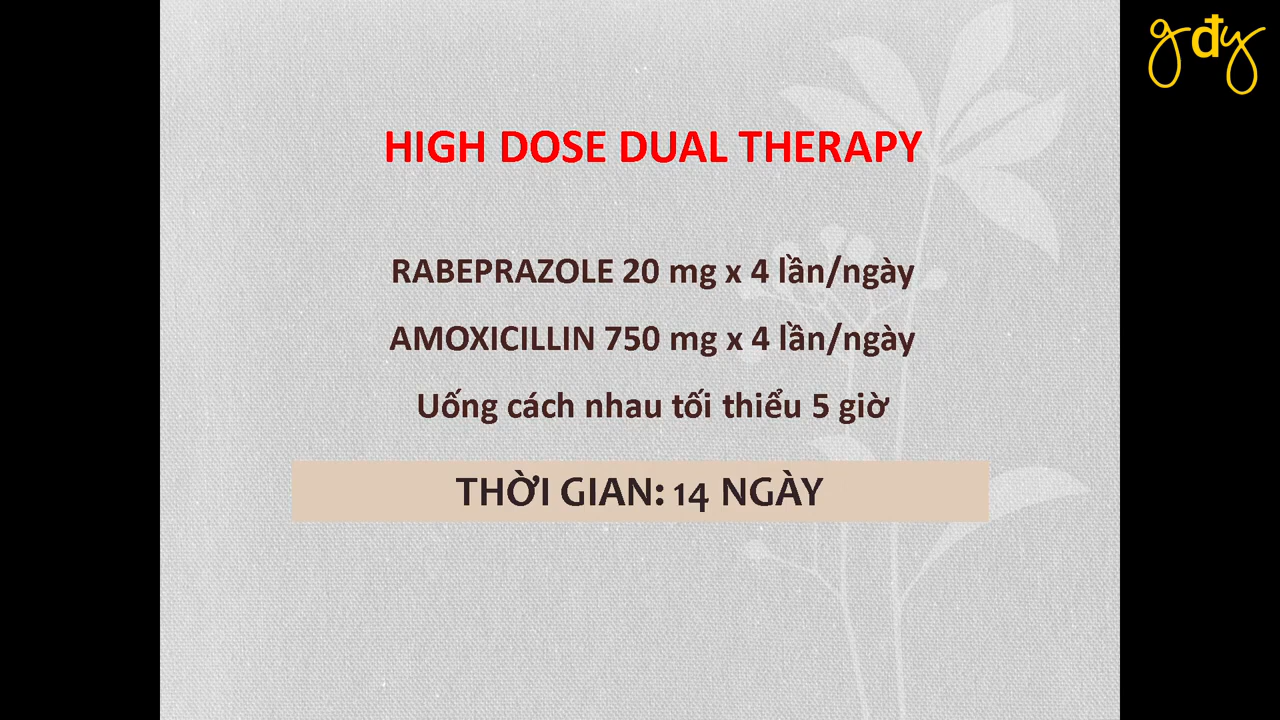 gđy
HIGH DOSE DUAL THERAPY
RABEPRAZOLE 20 mg x 4 lần/ngày
AMOXICILLIN 750 mg x 4 lần/ngày
Uống cách nhau tối thiểu 5 giờ
THỜI GIAN: 14 NGÀY